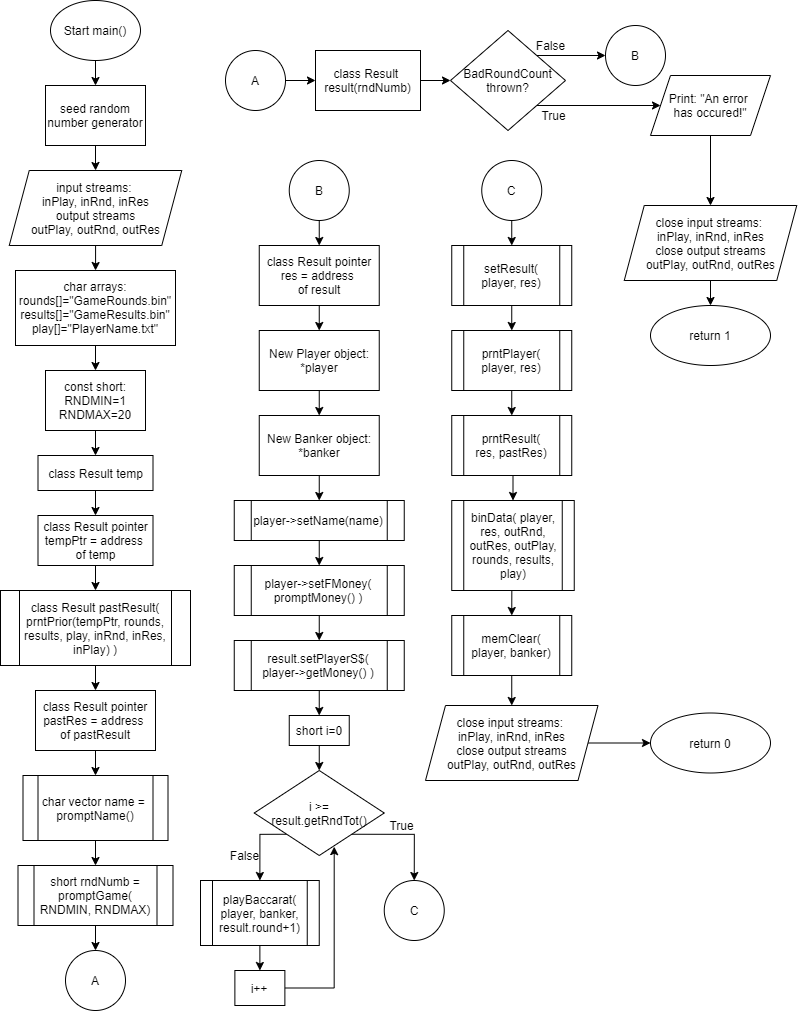 Start main()
seed random
number generator
input streams:
inPlay, inRnd, inRes
output streams
outPlay, outRnd, outRes
char arrays:
rounds[]="GameRounds.bin"
results[]="GameResults.bin"
play[]="PlayerName.txt"
const short:
RNDMIN=1
RNDMAX=20
class Result temp
class Result pointer
tempPtr = address
of temp
class Result pastResult(
prntPrior(tempPtr, rounds,
results, play, inRnd, inRes,
inPlay) )
class Result pointer
pastRes = address
of pastResult
char vector name =
promptName()
short rndNumb =
promptGame(
RNDMIN, RNDMAX)
A
A
class Result
result(rndNumb)
BadRoundCount
thrown?
False
B
True
Print: "An error
has occured!"
close input streams:
inPlay, inRnd, inRes
close output streams
outPlay, outRnd, outRes
return 1
B
class Result pointer
res = address
of result
New Player object:
*player
New Banker object:
*banker
player->setName(name)
player->setFMoney(
promptMoney() )
result.setPlayerS$(
player->getMoney() )
short i=0
i >=
result.getRndTot()
True
False
playBaccarat(
player, banker,
result.round+1)
i++
C
C
setResult(
player, res)
prntPlayer(
player, res)
prntResult(
res, pastRes)
binData( player,
res, outRnd,
outRes, outPlay,
rounds, results,
play)
memClear(
player, banker)
close input streams:
inPlay, inRnd, inRes
close output streams
outPlay, outRnd, outRes
return 0